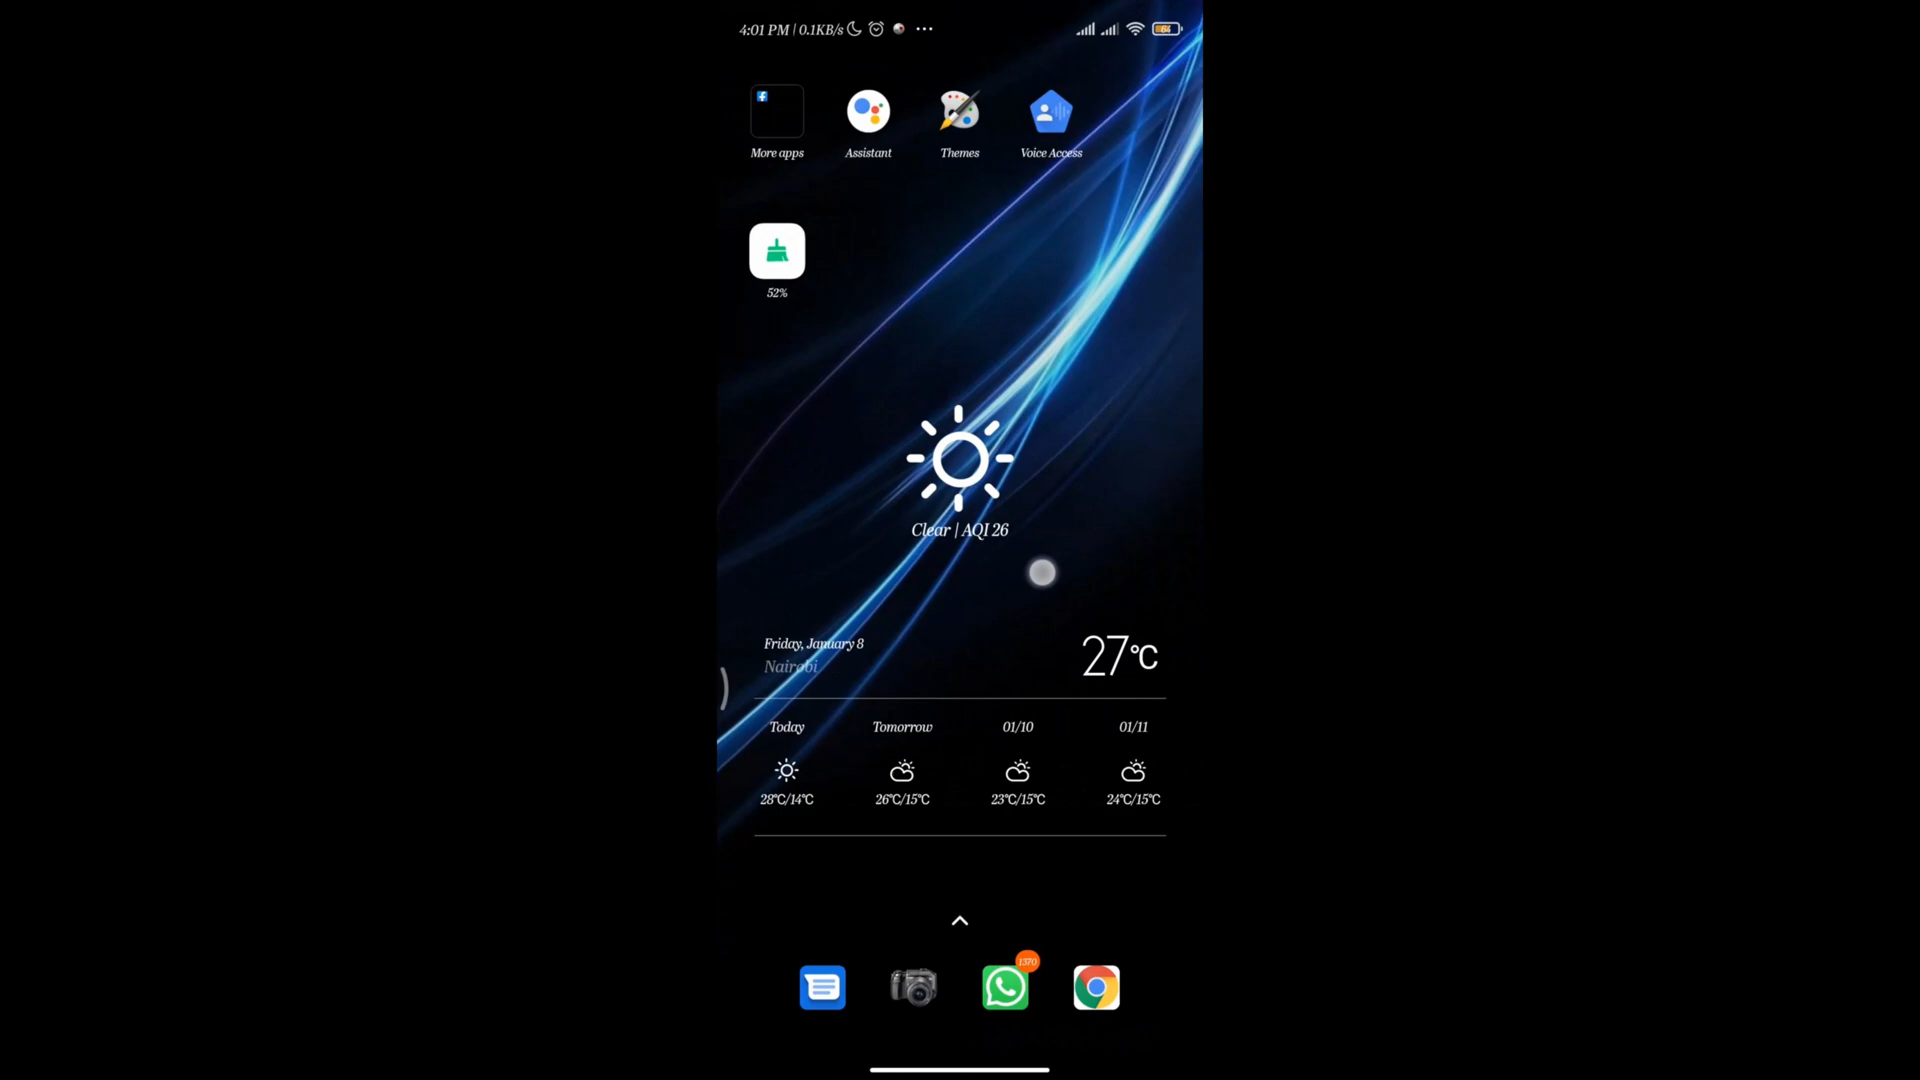 4:01 PM | 0.1KB/s
More apps
Assistant
Themes
Voice Access
52%
Clear | AQI 26
Friday, January 8
27°C
Nairobi
Today
Tomorrow
01/10
01/11
28°C/14°C
26°C/15°C
23°C/15°C
24°C/15°C
1370